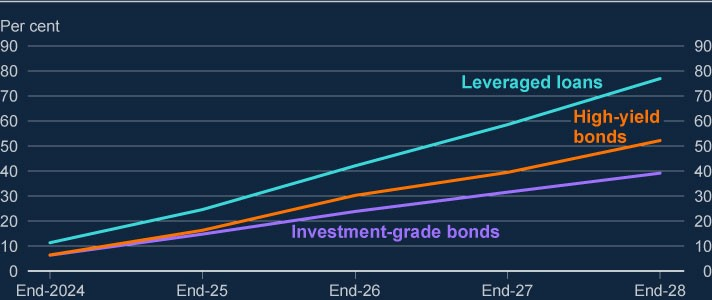 Per cent
90 90
80 Leveraged loans 80
70 70
60 High-yield 60
50 bonds 50
40 40
30 30
20 Investment-grade bonds 20
10 10
0 0
End-2024 End-25 End-26 End-27 End-28